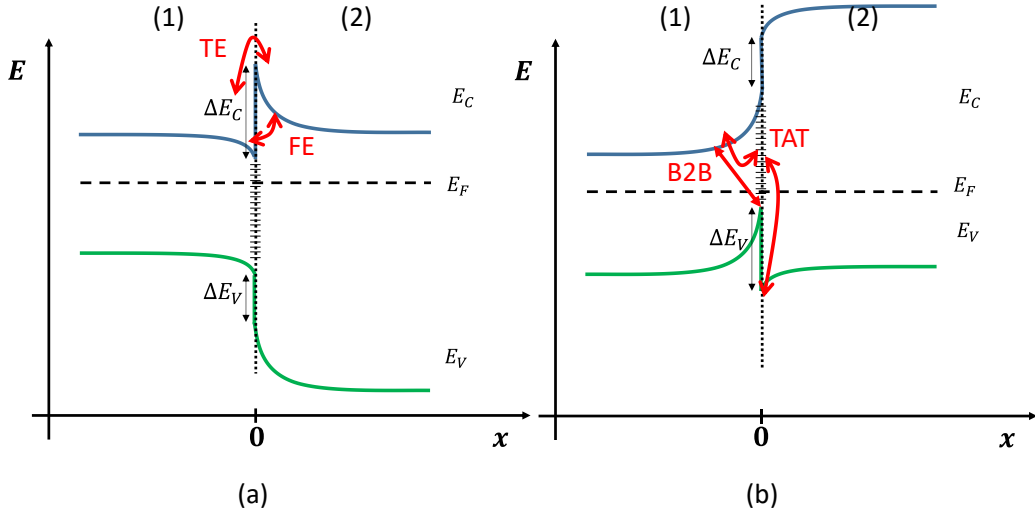 (1)
(2)
TE
E
ΔE_C
E_C
FE
E_F
ΔE_V
E_V
0
x
(a)
(1)
(2)
E
ΔE_C
E_C
TAT
B2B
E_F
ΔE_V
E_V
0
x
(b)